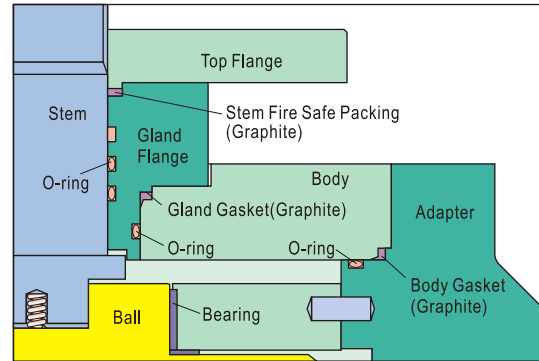 Top Flange
Stem Fire Safe Packing
(Graphite)
Stem
Gland
Flange
O-ring
Body
Gland Gasket(Graphite)
Adapter
O-ring
O-ring
Body Gasket
(Graphite)
Ball
Bearing